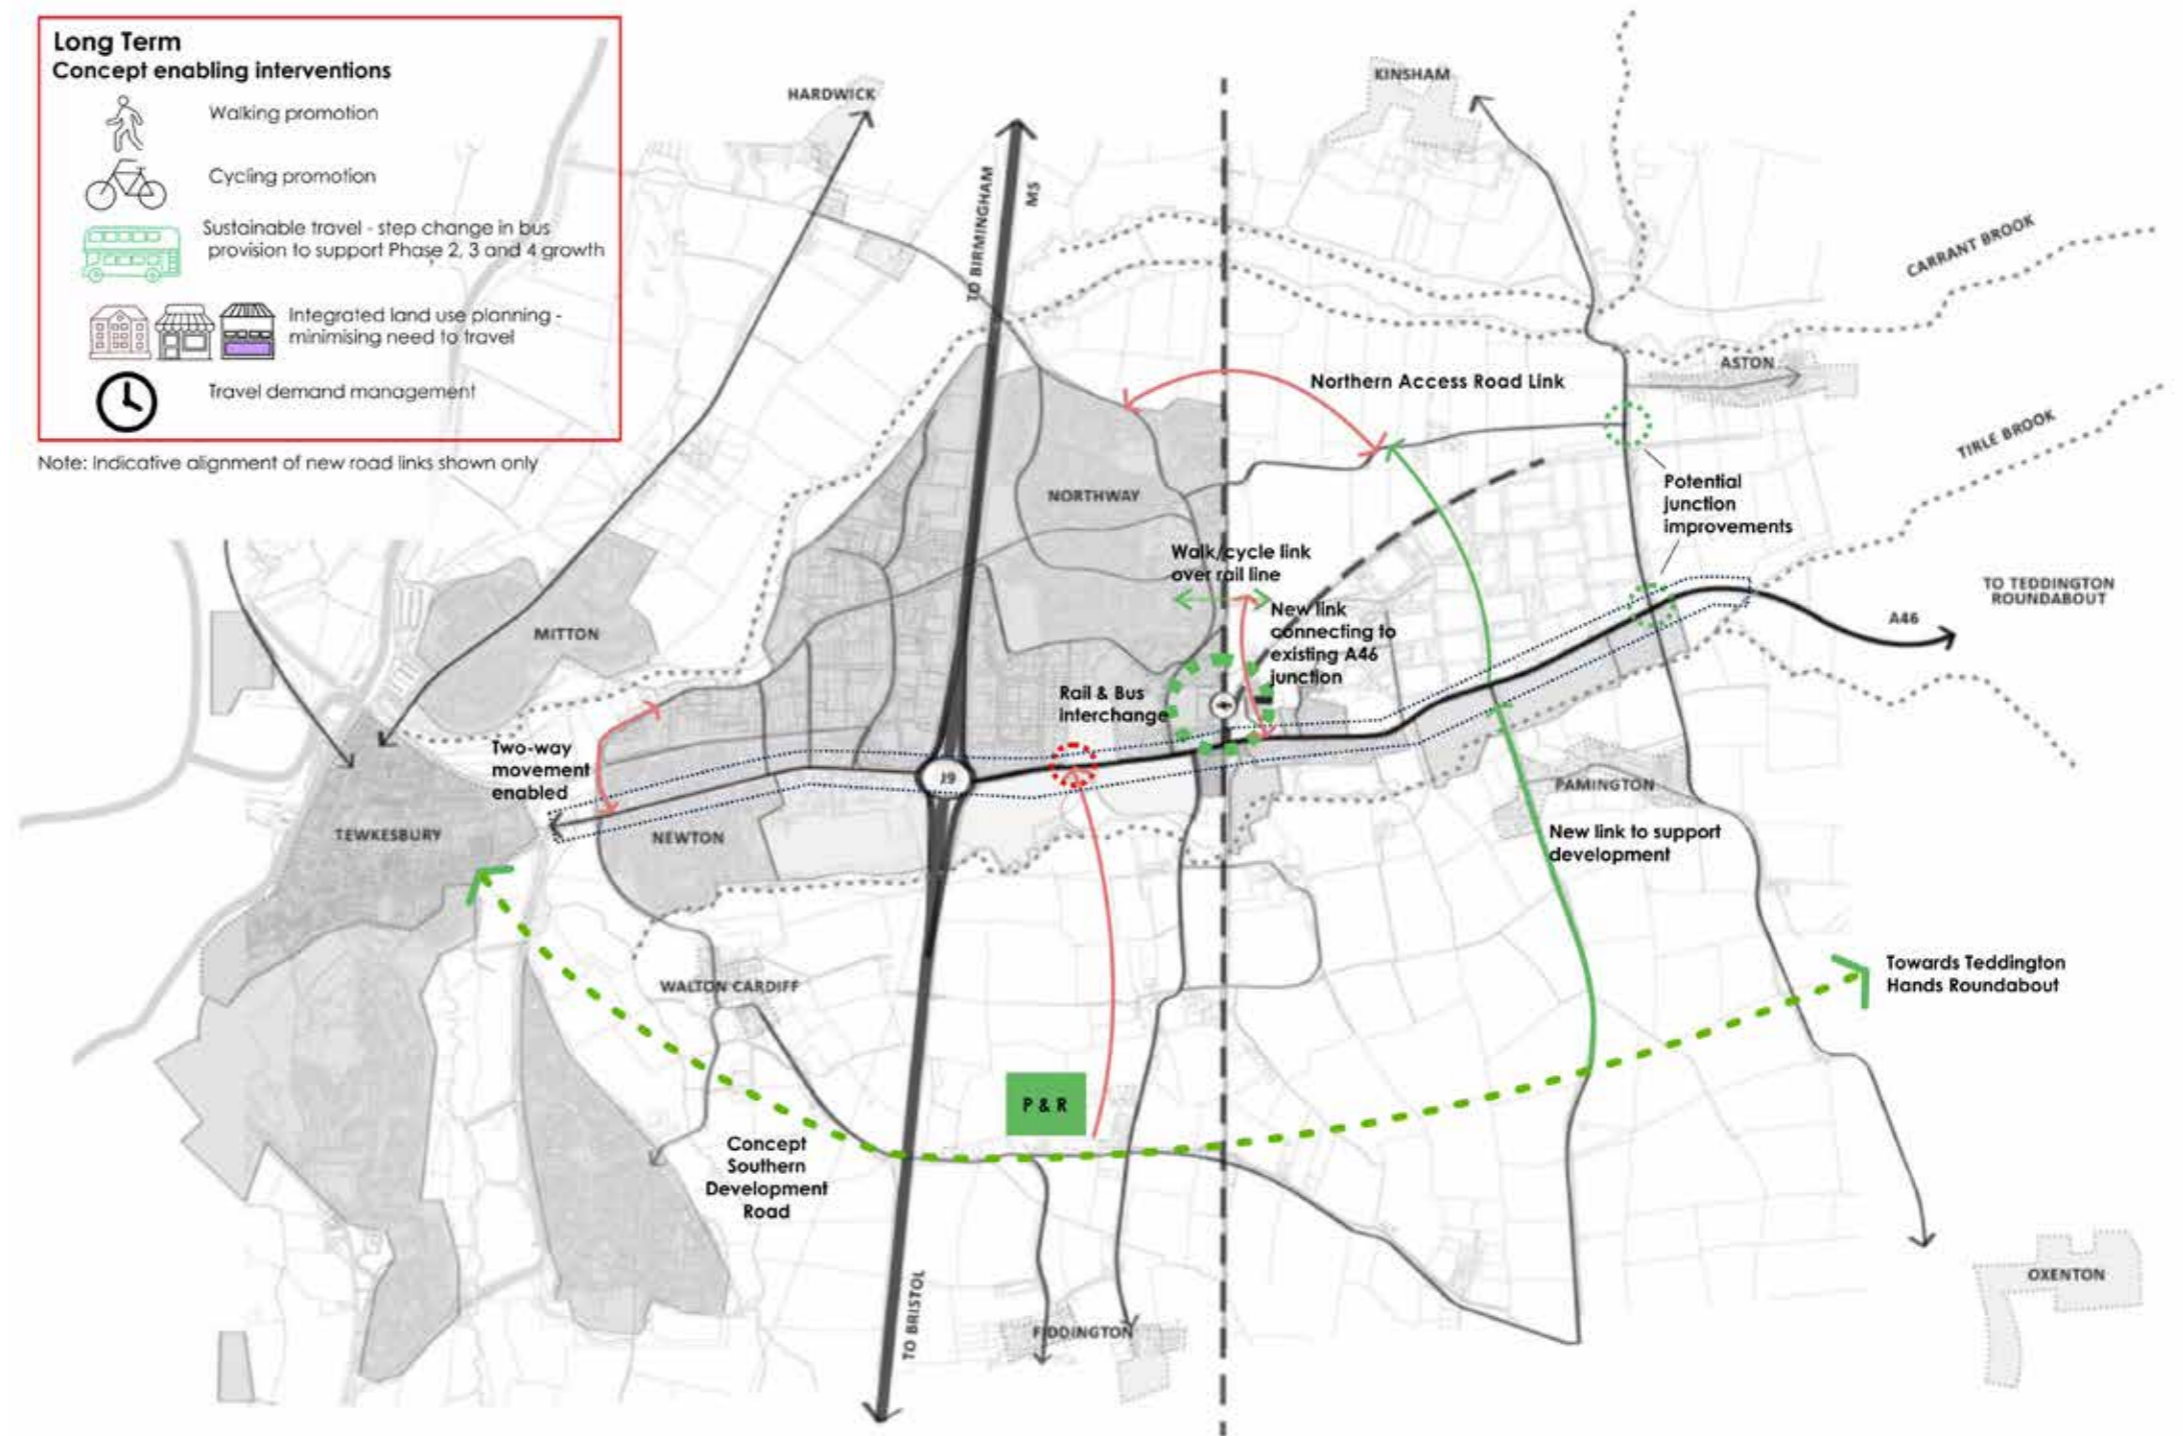 Long Term
Concept enabling interventions
Walking promotion
Cycling promotion
Sustainable travel - step change in bus
provision to support Phase 2, 3 and 4 growth
Integrated land use planning -
minimising need to travel
Travel demand management
Note: Indicative alignment of new road links shown only
HARDWICK
KINSHAM
TO BIRMINGHAM
M5
CARRANT BROOK
ASTON
Northern Access Road Link
TIRLE BROOK
NORTHWAY
Potential
junction
improvements
Walk/cycle link
over rail line
TO TEDDINGTON
ROUNDABOUT
A46
New link
connecting to
existing A46
junction
MITTON
Rail & Bus
interchange
Two-way
movement
enabled
J9
PAMINGTON
TEWKESBURY
NEWTON
New link to support
development
WALTON CARDIFF
Towards Teddington
Hands Roundabout
P & R
Concept
Southern
Development
Road
TO BRISTOL
FIDDINGTON
OXENTON